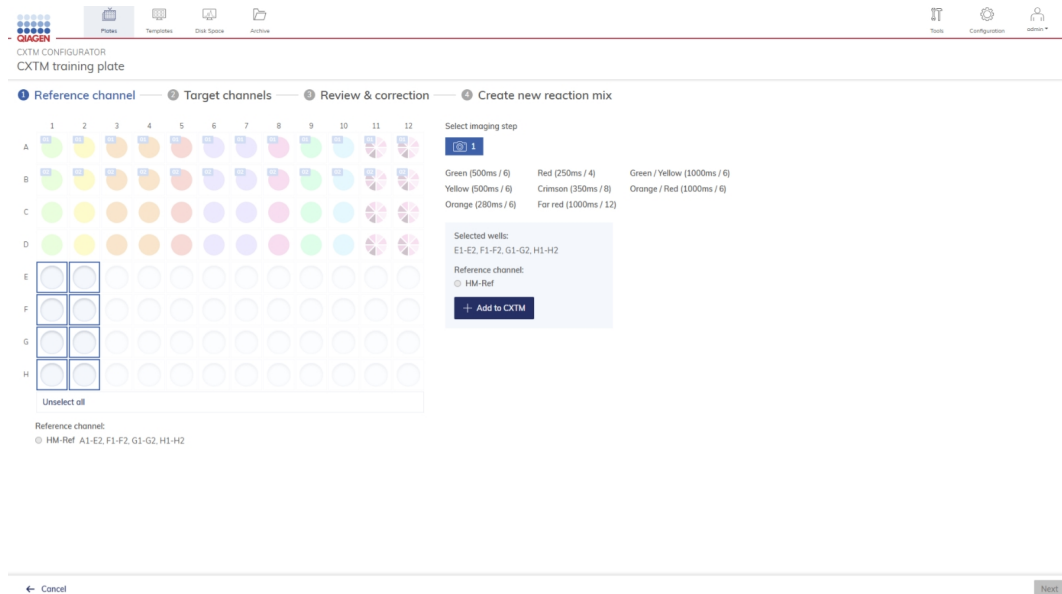 QIAGEN
Plates
Templates
Disk Space
Archive
Tools
Configuration
admin
CXTM CONFIGURATOR
CXTM training plate
1 Reference channel
2 Target channels
3 Review & correction
4 Create new reaction mix
1 2 3 4 5 6 7 8 9 10 11 12
A
B
C
D
E
F
G
H
Unselect all
Reference channel:
HM-Ref A1-E2, F1-F2, G1-G2, H1-H2
Select imaging step
1
Green (500ms / 6) Red (250ms / 4) Green / Yellow (1000ms / 6)
Yellow (500ms / 6) Crimson (350ms / 8) Orange / Red (1000ms / 6)
Orange (280ms / 6) Far red (1000ms / 12)
Selected wells:
E1-E2, F1-F2, G1-G2, H1-H2
Reference channel:
HM-Ref
+ Add to CXTM
← Cancel
Next